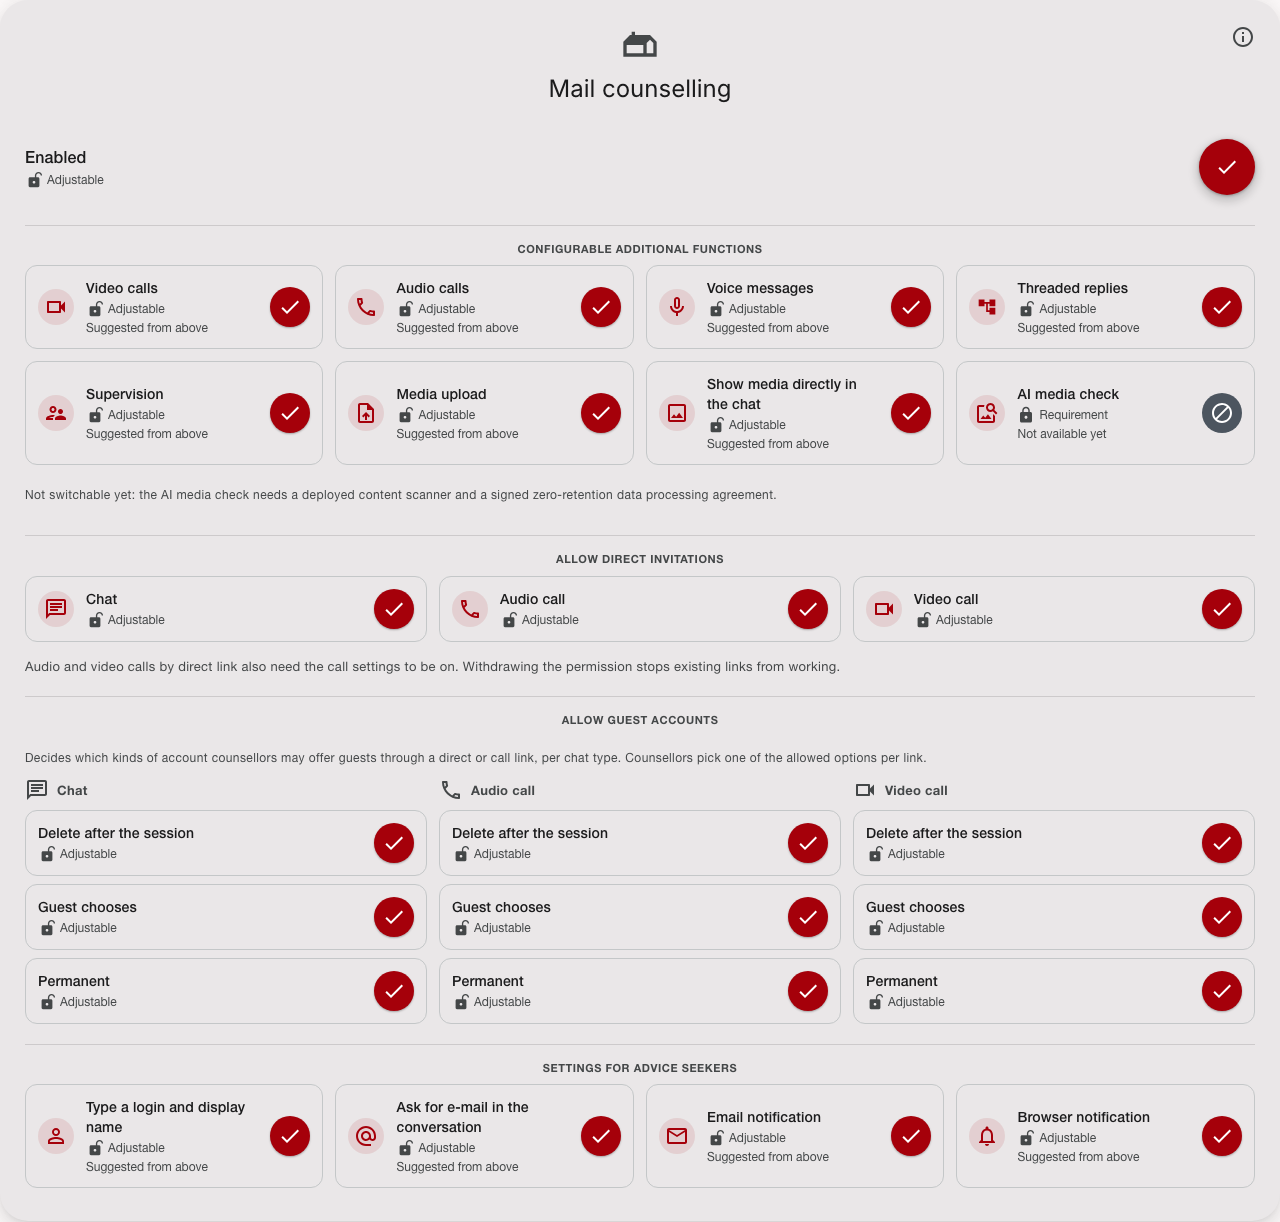 Mail counselling
Enabled
Adjustable
CONFIGURABLE ADDITIONAL FUNCTIONS
Video calls
Adjustable
Suggested from above
Audio calls
Adjustable
Suggested from above
Voice messages
Adjustable
Suggested from above
Threaded replies
Adjustable
Suggested from above
Supervision
Adjustable
Suggested from above
Media upload
Adjustable
Suggested from above
Show media directly in
the chat
Adjustable
Suggested from above
AI media check
Requirement
Not available yet
Not switchable yet: the AI media check needs a deployed content scanner and a signed zero-retention data processing agreement.
ALLOW DIRECT INVITATIONS
Chat
Adjustable
Audio call
Adjustable
Video call
Adjustable
Audio and video calls by direct link also need the call settings to be on. Withdrawing the permission stops existing links from working.
ALLOW GUEST ACCOUNTS
Decides which kinds of account counsellors may offer guests through a direct or call link, per chat type. Counsellors pick one of the allowed options per link.
Chat
Delete after the session
Adjustable
Guest chooses
Adjustable
Permanent
Adjustable
Audio call
Delete after the session
Adjustable
Guest chooses
Adjustable
Permanent
Adjustable
Video call
Delete after the session
Adjustable
Guest chooses
Adjustable
Permanent
Adjustable
SETTINGS FOR ADVICE SEEKERS
Type a login and display
name
Adjustable
Suggested from above
Ask for e-mail in the
conversation
Adjustable
Suggested from above
Email notification
Adjustable
Suggested from above
Browser notification
Adjustable
Suggested from above